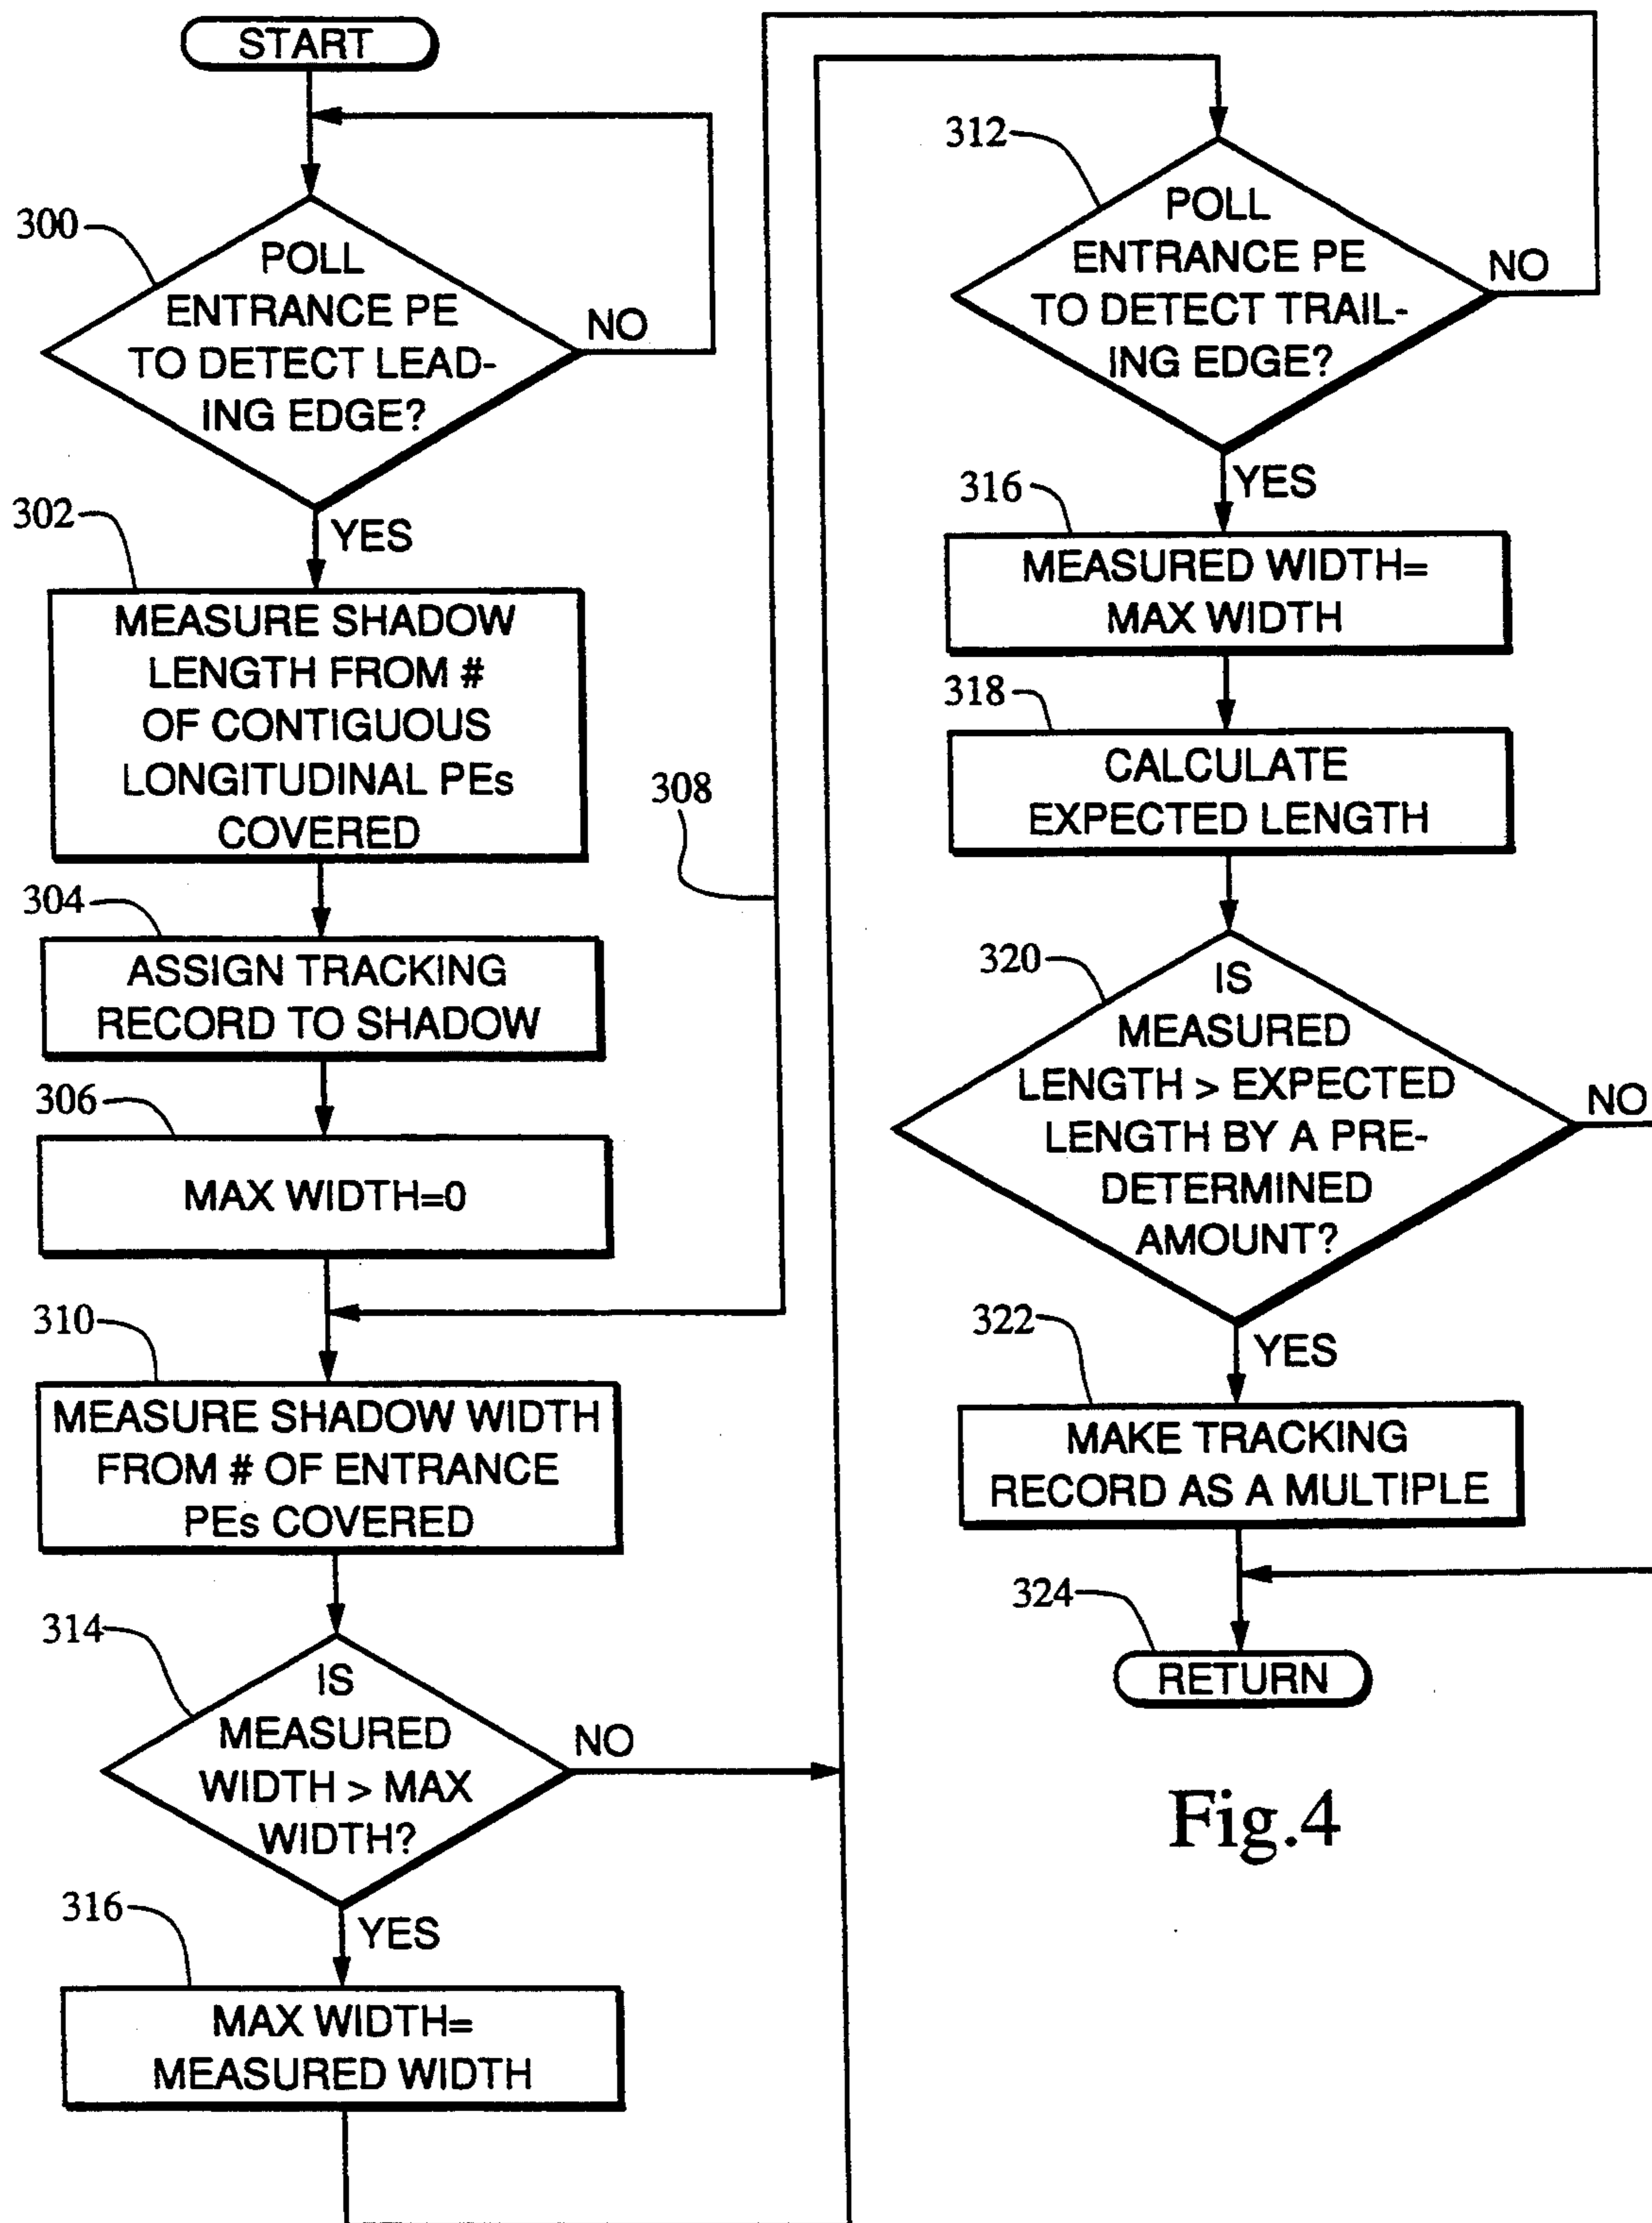 START
300
POLL
ENTRANCE PE
TO DETECT LEAD-
ING EDGE?
NO
YES
302
MEASURE SHADOW
LENGTH FROM #
OF CONTIGUOUS
LONGITUDINAL PEs
COVERED
304
ASSIGN TRACKING
RECORD TO SHADOW
306
MAX WIDTH=0
308
310
MEASURE SHADOW WIDTH
FROM # OF ENTRANCE
PEs COVERED
314
IS
MEASURED
WIDTH > MAX
WIDTH?
NO
YES
316
MAX WIDTH=
MEASURED WIDTH
312
POLL
ENTRANCE PE
TO DETECT TRAIL-
ING EDGE?
NO
YES
316
MEASURED WIDTH=
MAX WIDTH
318
CALCULATE
EXPECTED LENGTH
320
IS
MEASURED
LENGTH > EXPECTED
LENGTH BY A PRE-
DETERMINED
AMOUNT?
NO
YES
322
MAKE TRACKING
RECORD AS A MULTIPLE
324
RETURN
Fig.4